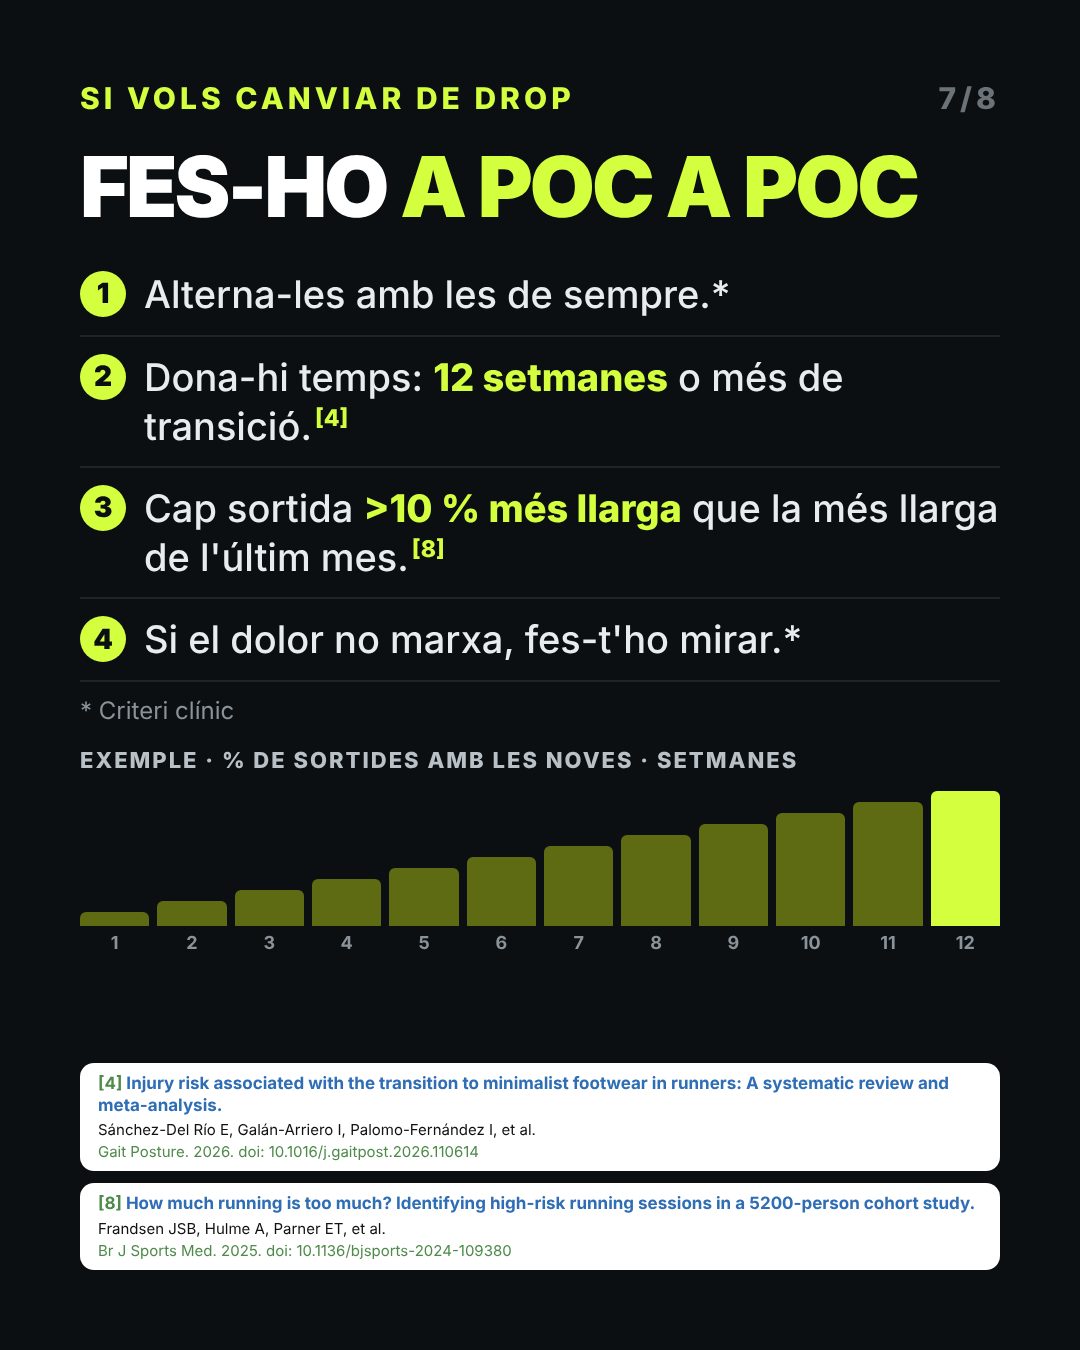 SI VOLS CANVIAR DE DROP
7/8
FES-HO A POC A POC
1 Alterna-les amb les de sempre.*
2 Dona-hi temps: 12 setmanes o més de
transició.[4]
3 Cap sortida >10 % més llarga que la més llarga
de l'últim mes.[8]
4 Si el dolor no marxa, fes-t'ho mirar.*
* Criteri clínic
EXEMPLE · % DE SORTIDES AMB LES NOVES · SETMANES
1 2 3 4 5 6 7 8 9 10 11 12
[4] Injury risk associated with the transition to minimalist footwear in runners: A systematic review and
meta-analysis.
Sánchez-Del Río E, Galán-Arriero I, Palomo-Fernández I, et al.
Gait Posture. 2026. doi: 10.1016/j.gaitpost.2026.110614
[8] How much running is too much? Identifying high-risk running sessions in a 5200-person cohort study.
Frandsen JSB, Hulme A, Parner ET, et al.
Br J Sports Med. 2025. doi: 10.1136/bjsports-2024-109380